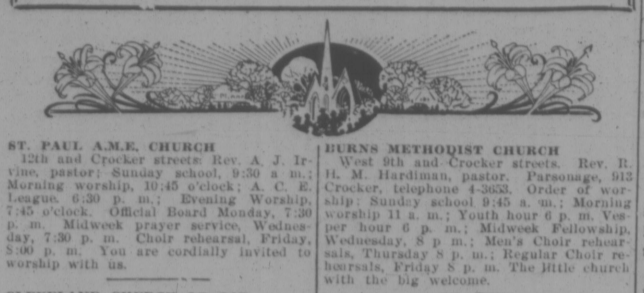 ST. PAUL A.M.E. CHURCH
12th and Crocker streets: Rev. A. J. Ir-
vine, pastor; Sunday school, 9:30 a m.;
Morning worship, 10:45 o'clock; A. C. E.
League. 6:30 p. m.; Evening Worship,
7:45 o'clock. Official Board Monday, 7:30
p. m. Midweek prayer service, Wednes-
day, 7:30 p. m. Choir rehearsal, Friday,
8:00 p. m. You are cordially invited to
worship with us.
BURNS METHODIST CHURCH
West 9th and Crocker streets. Rev. R.
H. M. Hardiman, pastor. Parsonage, 913
Crocker, telephone 4-3653. Order of wor-
ship: Sunday school 9:45 a. m.; Morning
worship 11 a. m.; Youth hour 6 p. m. Ves-
per hour 6 p. m.; Midweek Fellowship,
Wednesday, 8 p m.; Men's Choir rehear-
sals, Thursday 8 p. m.; Regular Choir re-
hearsals, Friday 8 p. m. The little church
with the big welcome.